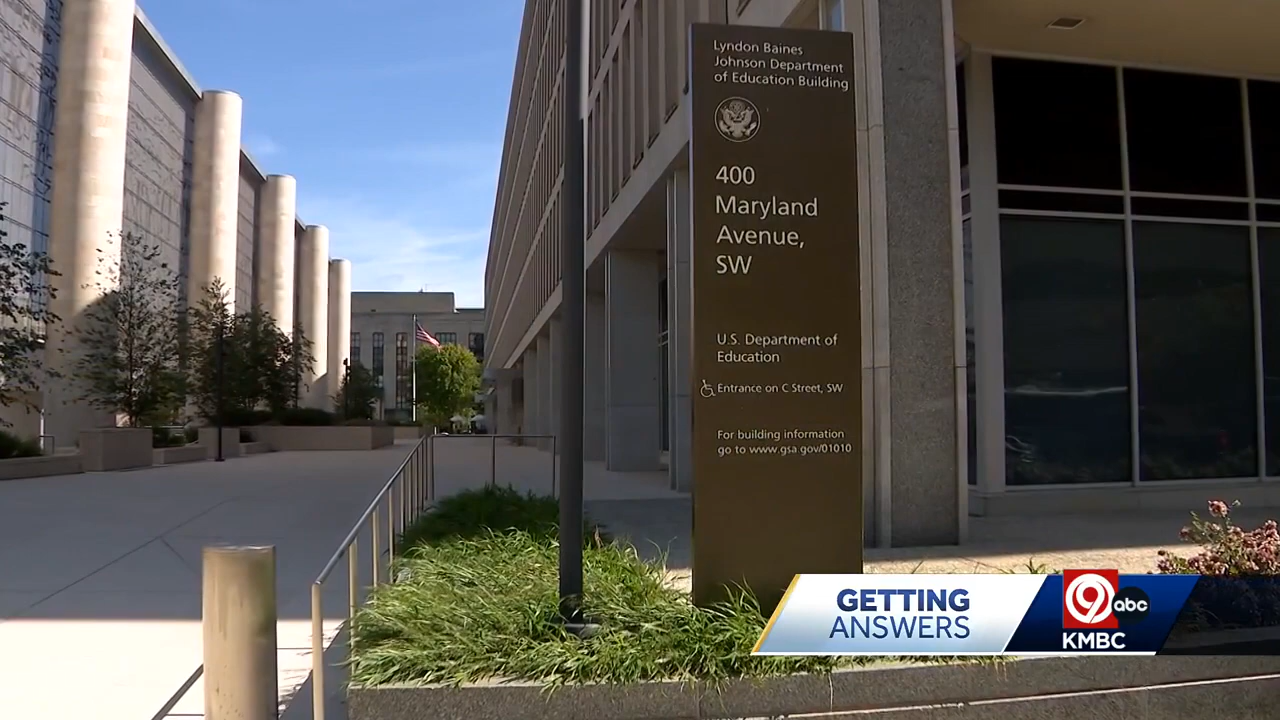 Lyndon Baines
Johnson Department
of Education Building
400
Maryland
Avenue,
SW
U.S. Department of
Education
Entrance on C Street, SW
For building information
go to www.gsa.gov/01010
GETTING
ANSWERS
9
abc
KMBC